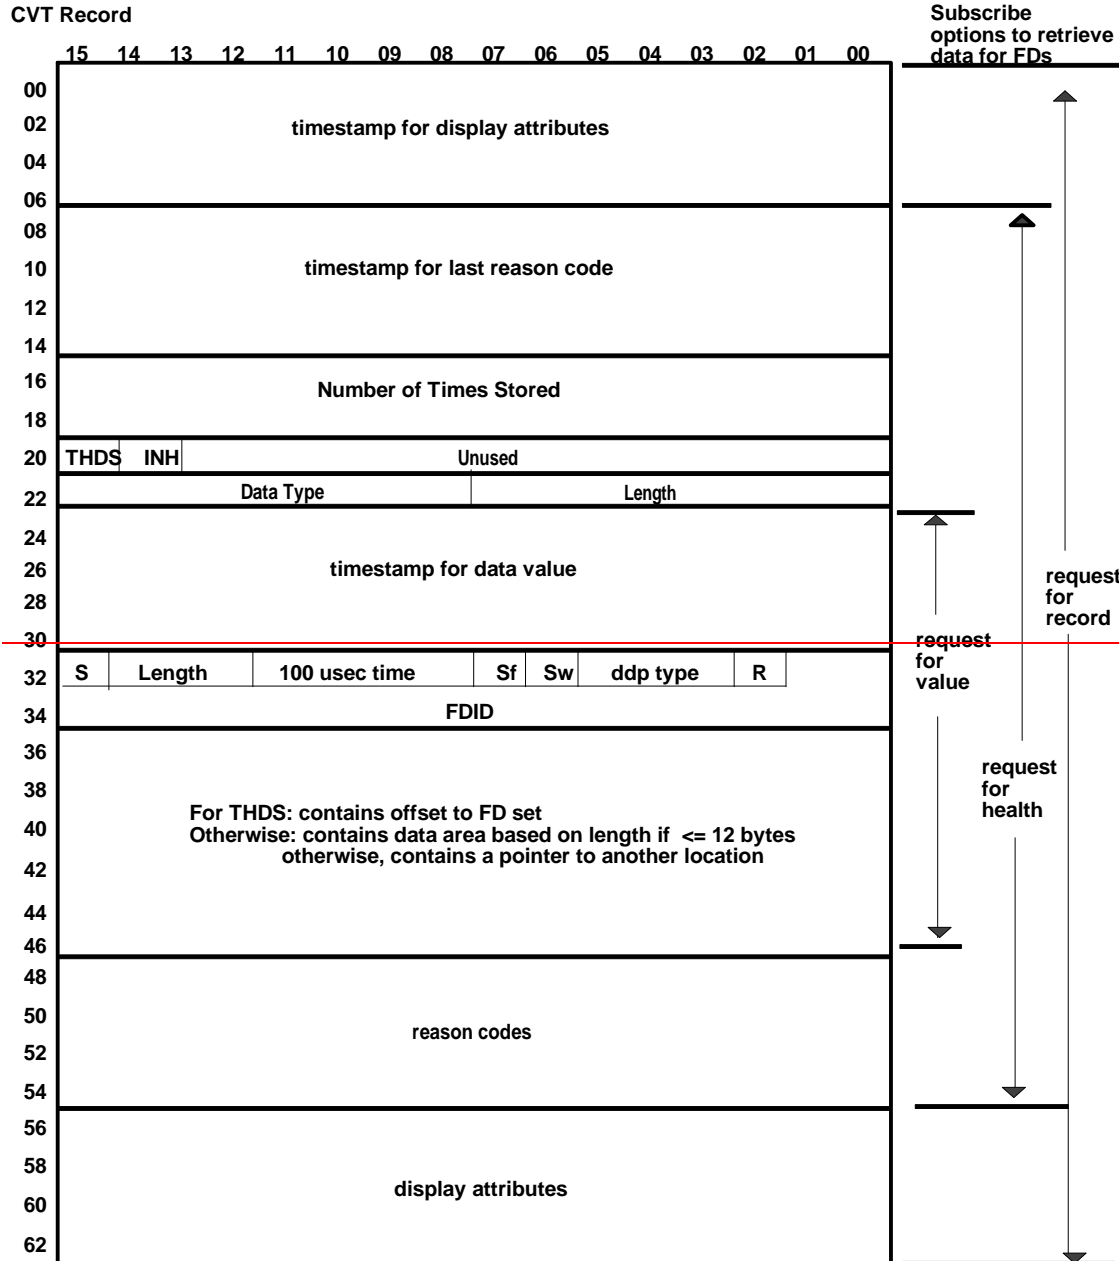 CVT Record
Subscribe
options to retrieve
data for FDs
15 14 13 12 11 10 09 08 07 06 05 04 03 02 01 00
00
02
timestamp for display attributes
04
06
08
10
timestamp for last reason code
12
14
16
Number of Times Stored
18
20 THDS INH Unused
22 Data Type Length
24
26
timestamp for data value
28
30
request
for
record
request
for
value
32 S Length 100 usec time Sf Sw ddp type R
34 FDID
36
38
For THDS: contains offset to FD set
40
Otherwise: contains data area based on length if <= 12 bytes
otherwise, contains a pointer to another location
42
44
46
request
for
health
48
50
reason codes
52
54
56
58
display attributes
60
62